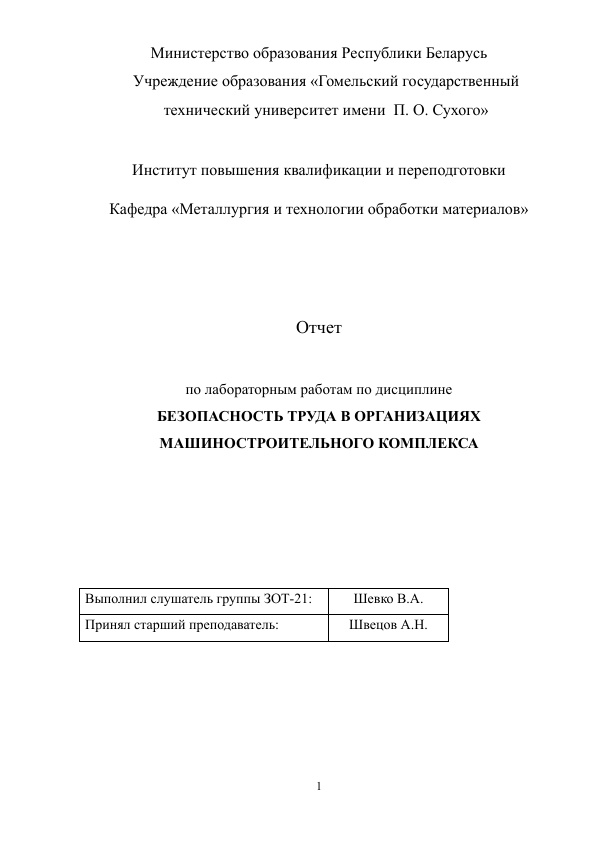 Министерство образования Республики Беларусь
Учреждение образования «Гомельский государственный
технический университет имени П. О. Сухого»
Институт повышения квалификации и переподготовки
Кафедра «Металлургия и технологии обработки материалов»
Отчет
по лабораторным работам по дисциплине
БЕЗОПАСНОСТЬ ТРУДА В ОРГАНИЗАЦИЯХ
МАШИНОСТРОИТЕЛЬНОГО КОМПЛЕКСА
Выполнил слушатель группы ЗОТ-21: Шевко В.А.
Принял старший преподаватель: Швецов А.Н.
1